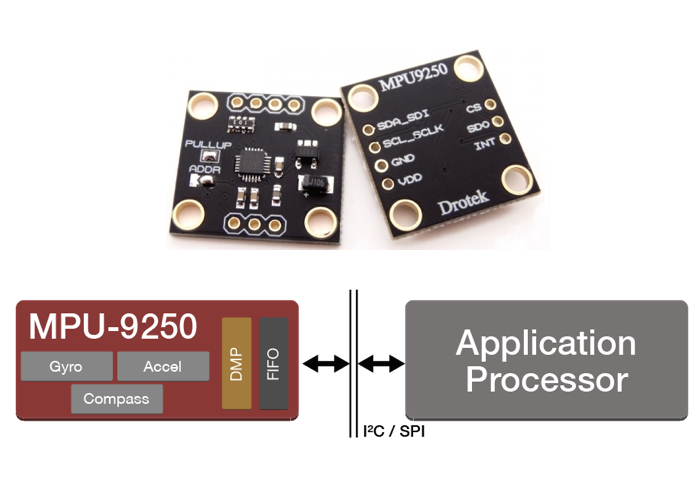 PULLUP
ADDR
J106
MPU9250
SDA_SDI
SCL_SCLK
GND
VDD
CS
SDO
INT
Drotek
MPU-9250
Gyro
Accel
Compass
DMP
FIFO
I²C / SPI
Application
Processor